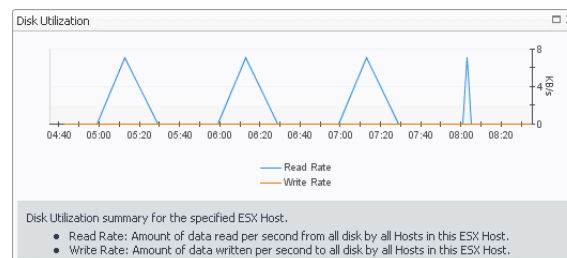 Disk Utilization
8
4
0
KB/s
04:40 05:00 05:20 05:40 06:00 06:20 06:40 07:00 07:20 07:40 08:00 08:20
Read Rate
Write Rate
Disk Utilization summary for the specified ESX Host.
• Read Rate: Amount of data read per second from all disk by all Hosts in this ESX Host.
• Write Rate: Amount of data written per second to all disk by all Hosts in this ESX Host.